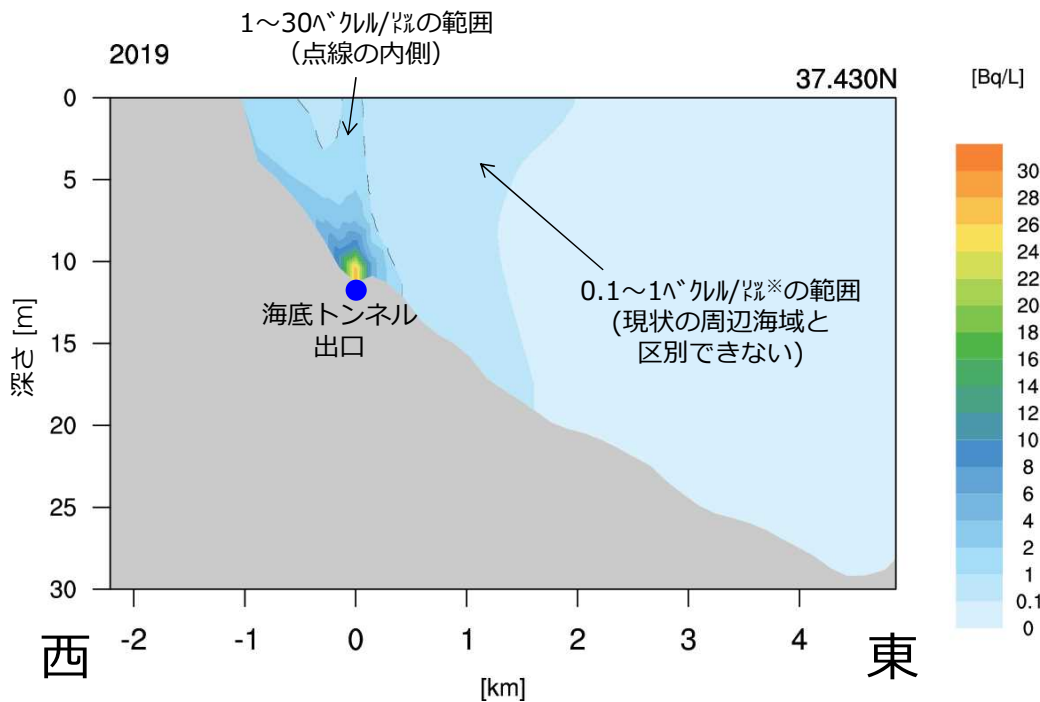 1～30ﾍﾞｸﾚﾙ/㍑の範囲
（点線の内側）
2019
37.430N
[Bq/L]
0
5
10
15
20
25
30
深さ [m]
海底トンネル
出口
0.1～1ﾍﾞｸﾚﾙ/㍑※の範囲
(現状の周辺海域と
区別できない)
30
28
26
24
22
20
18
16
14
12
10
8
6
4
2
1
0.1
0
-2
-1
0
1
2
3
4
西
東
[km]